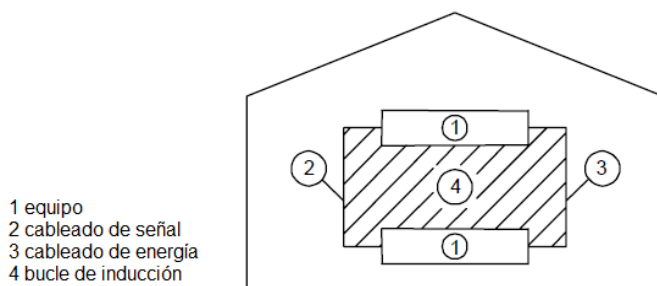 1
2
4
3
1
1 equipo
2 cableado de señal
3 cableado de energía
4 bucle de inducción